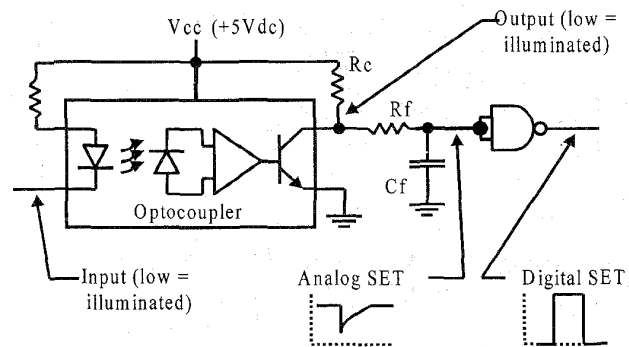 Vcc (+5Vdc)
Output (low =
illuminated)
Rc
Rf
Cf
Optocoupler
Input (low =
illuminated)
Analog SET
Digital SET